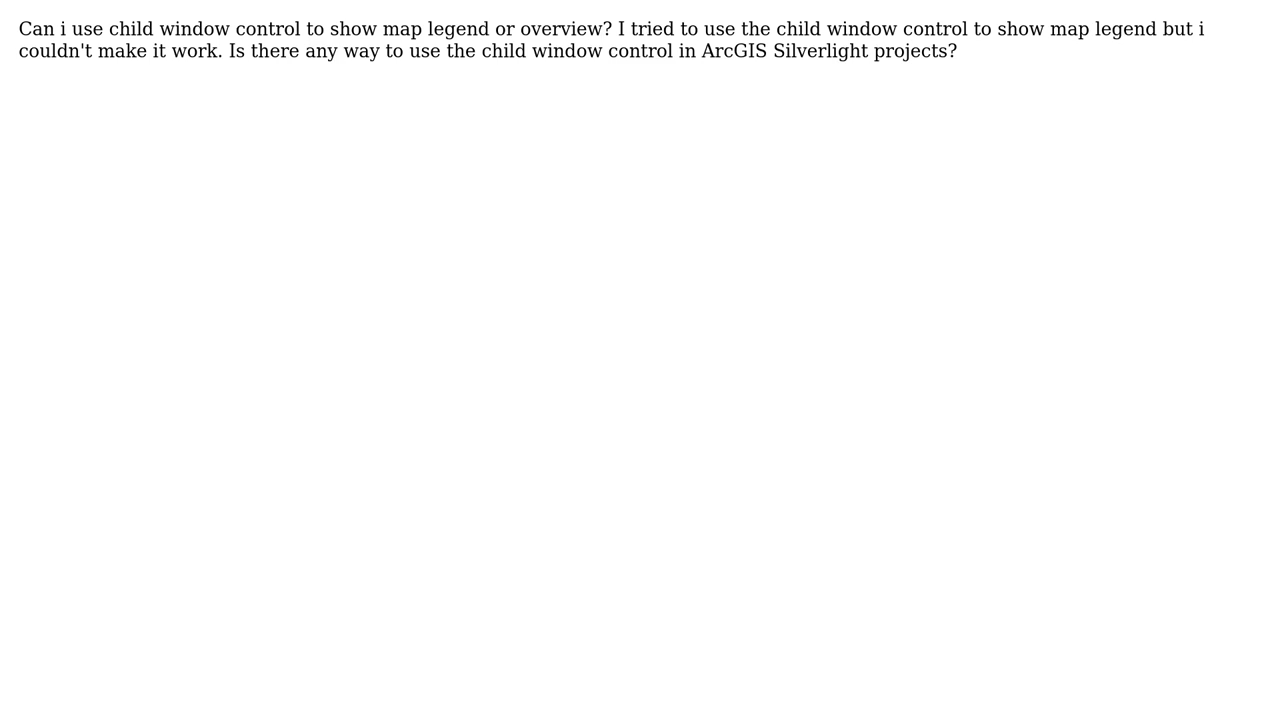 Can i use child window control to show map legend or overview? I tried to use the child window control to show map legend but i
couldn't make it work. Is there any way to use the child window control in ArcGIS Silverlight projects?